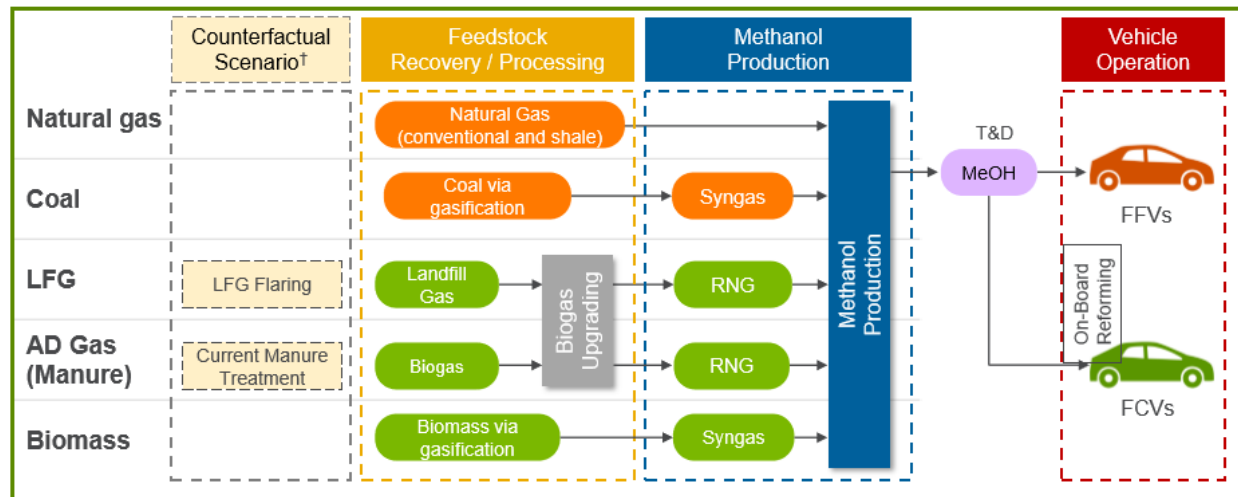 Counterfactual
Scenario†
Feedstock
Recovery / Processing
Methanol
Production
Vehicle
Operation
Natural gas
Natural Gas
(conventional and shale)
T&D
MeOH
FFVs
Coal
Coal via
gasification
Syngas
Methanol
Production
LFG
LFG Flaring
Landfill
Gas
Biogas
Upgrading
RNG
On-Board
Reforming
AD Gas
(Manure)
Current Manure
Treatment
Biogas
RNG
FCVs
Biomass
Biomass via
gasification
Syngas